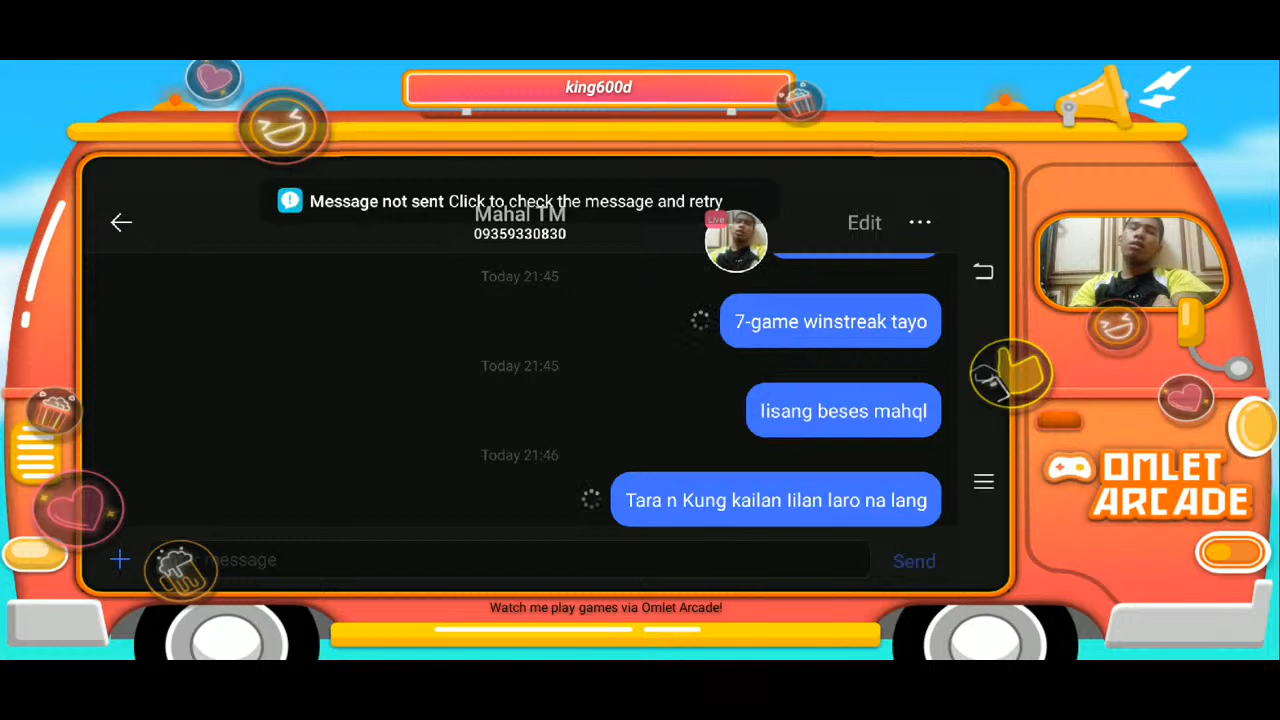 king600d
Message not sent Click to check the message and retry
Mahal TM
09359330830
Live
Edit
Today 21:45
7-game winstreak tayo
Today 21:45
Iisang beses mahql
Today 21:46
Tara n Kung kailan Iilan laro na lang
message
Send
OMLET
ARCADE
Watch me play games via Omlet Arcade!